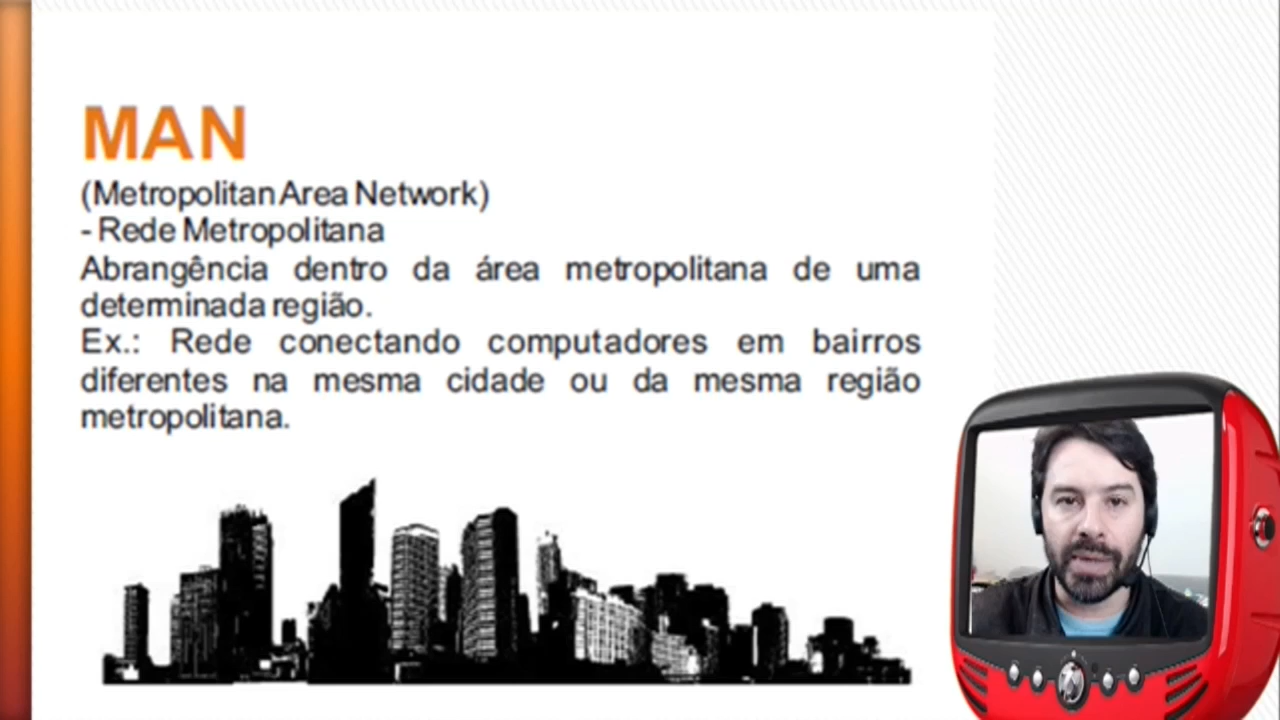 MAN
(Metropolitan Area Network)
- Rede Metropolitana
Abrangência dentro da área metropolitana de uma
determinada região.
Ex.: Rede conectando computadores em bairros
diferentes na mesma cidade ou da mesma região
metropolitana.